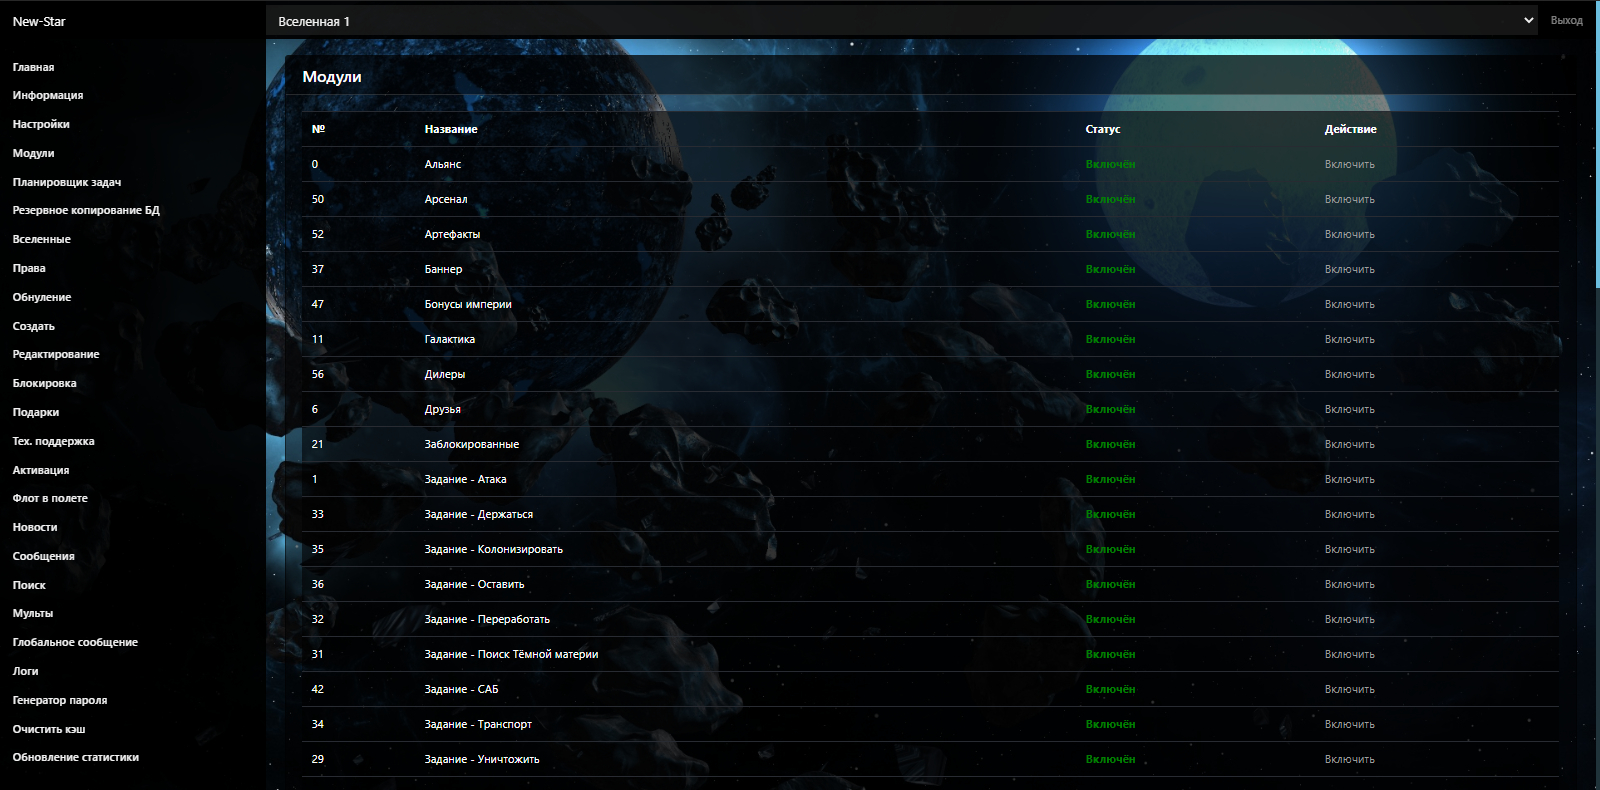 New-Star
Вселенная 1
Выход
Главная
Информация
Настройки
Модули
Планировщик задач
Резервное копирование БД
Вселенные
Права
Обнуление
Создать
Редактирование
Блокировка
Подарки
Тех. поддержка
Активация
Флот в полете
Новости
Сообщения
Поиск
Мульты
Глобальное сообщение
Логи
Генератор пароля
Очистить кэш
Обновление статистики
Модули
№ Название Статус Действие
0 Альянс Включён Включить
50 Арсенал Включён Включить
52 Артефакты Включён Включить
37 Баннер Включён Включить
47 Бонусы империи Включён Включить
11 Галактика Включён Включить
56 Дилеры Включён Включить
6 Друзья Включён Включить
21 Заблокированные Включён Включить
1 Задание - Атака Включён Включить
33 Задание - Держаться Включён Включить
35 Задание - Колонизировать Включён Включить
36 Задание - Оставить Включён Включить
32 Задание - Переработать Включён Включить
31 Задание - Поиск Тёмной материи Включён Включить
42 Задание - САБ Включён Включить
34 Задание - Транспорт Включён Включить
29 Задание - Уничтожить Включён Включить